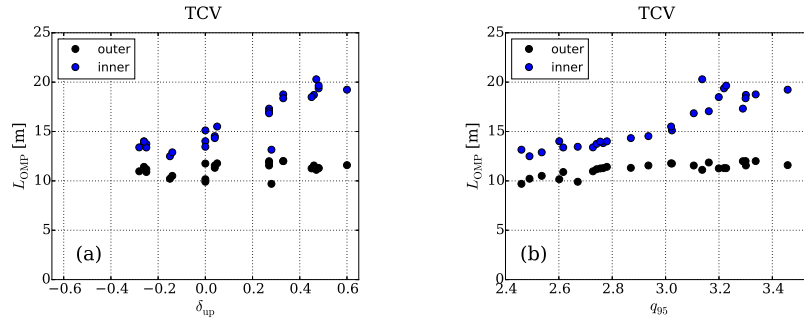 TCV
25
20
15
10
5
0
L_OMP [m]
outer
inner
(a)
−0.6 −0.4 −0.2 0.0 0.2 0.4 0.6
δ_up
TCV
25
20
15
10
5
0
L_OMP [m]
outer
inner
(b)
2.4 2.6 2.8 3.0 3.2 3.4
q_95